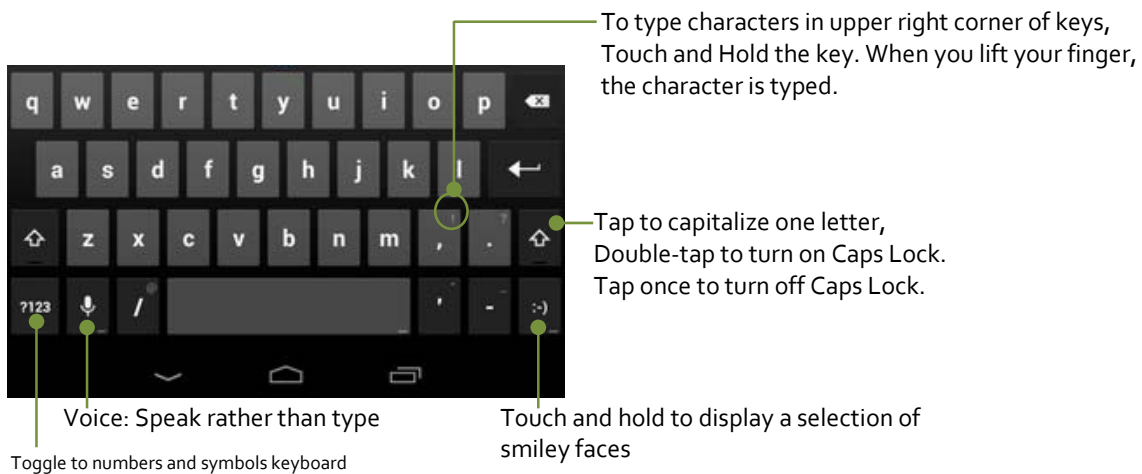 To type characters in upper right corner of keys,
Touch and Hold the key. When you lift your finger,
the character is typed.
q w e r t y u i o p
a s d f g h j k l
z x c v b n m , ! . ?
Tap to capitalize one letter,
Double-tap to turn on Caps Lock.
Tap once to turn off Caps Lock.
?123 / @ ' " - _ :-)
Voice: Speak rather than type
Touch and hold to display a selection of
smiley faces
Toggle to numbers and symbols keyboard